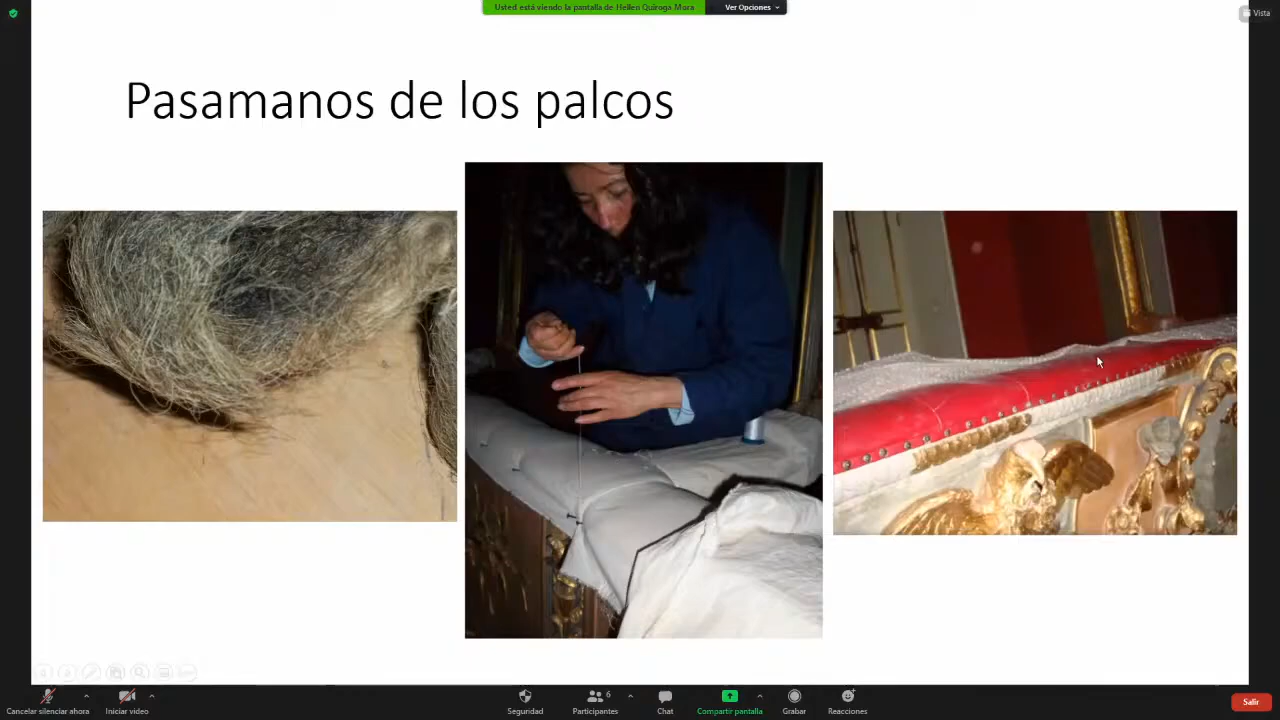 Usted está viendo la pantalla de Hellen Quiroga Mora
Ver Opciones
Vista
Pasamanos de los palcos
Cancelar silenciar ahora
Iniciar video
Seguridad
6
Participantes
Chat
Compartir pantalla
Grabar
Reacciones
Salir